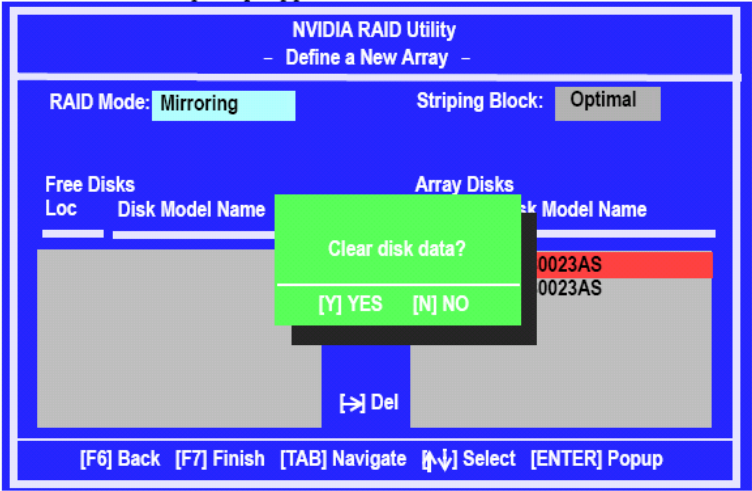 NVIDIA RAID Utility
– Define a New Array –
RAID Mode: Mirroring Striping Block: Optimal
Free Disks Array Disks
Loc Disk Model Name sk Model Name
Clear disk data?
0023AS
0023AS
[Y] YES [N] NO
[→] Del
[F6] Back [F7] Finish [TAB] Navigate [↑↓] Select [ENTER] Popup